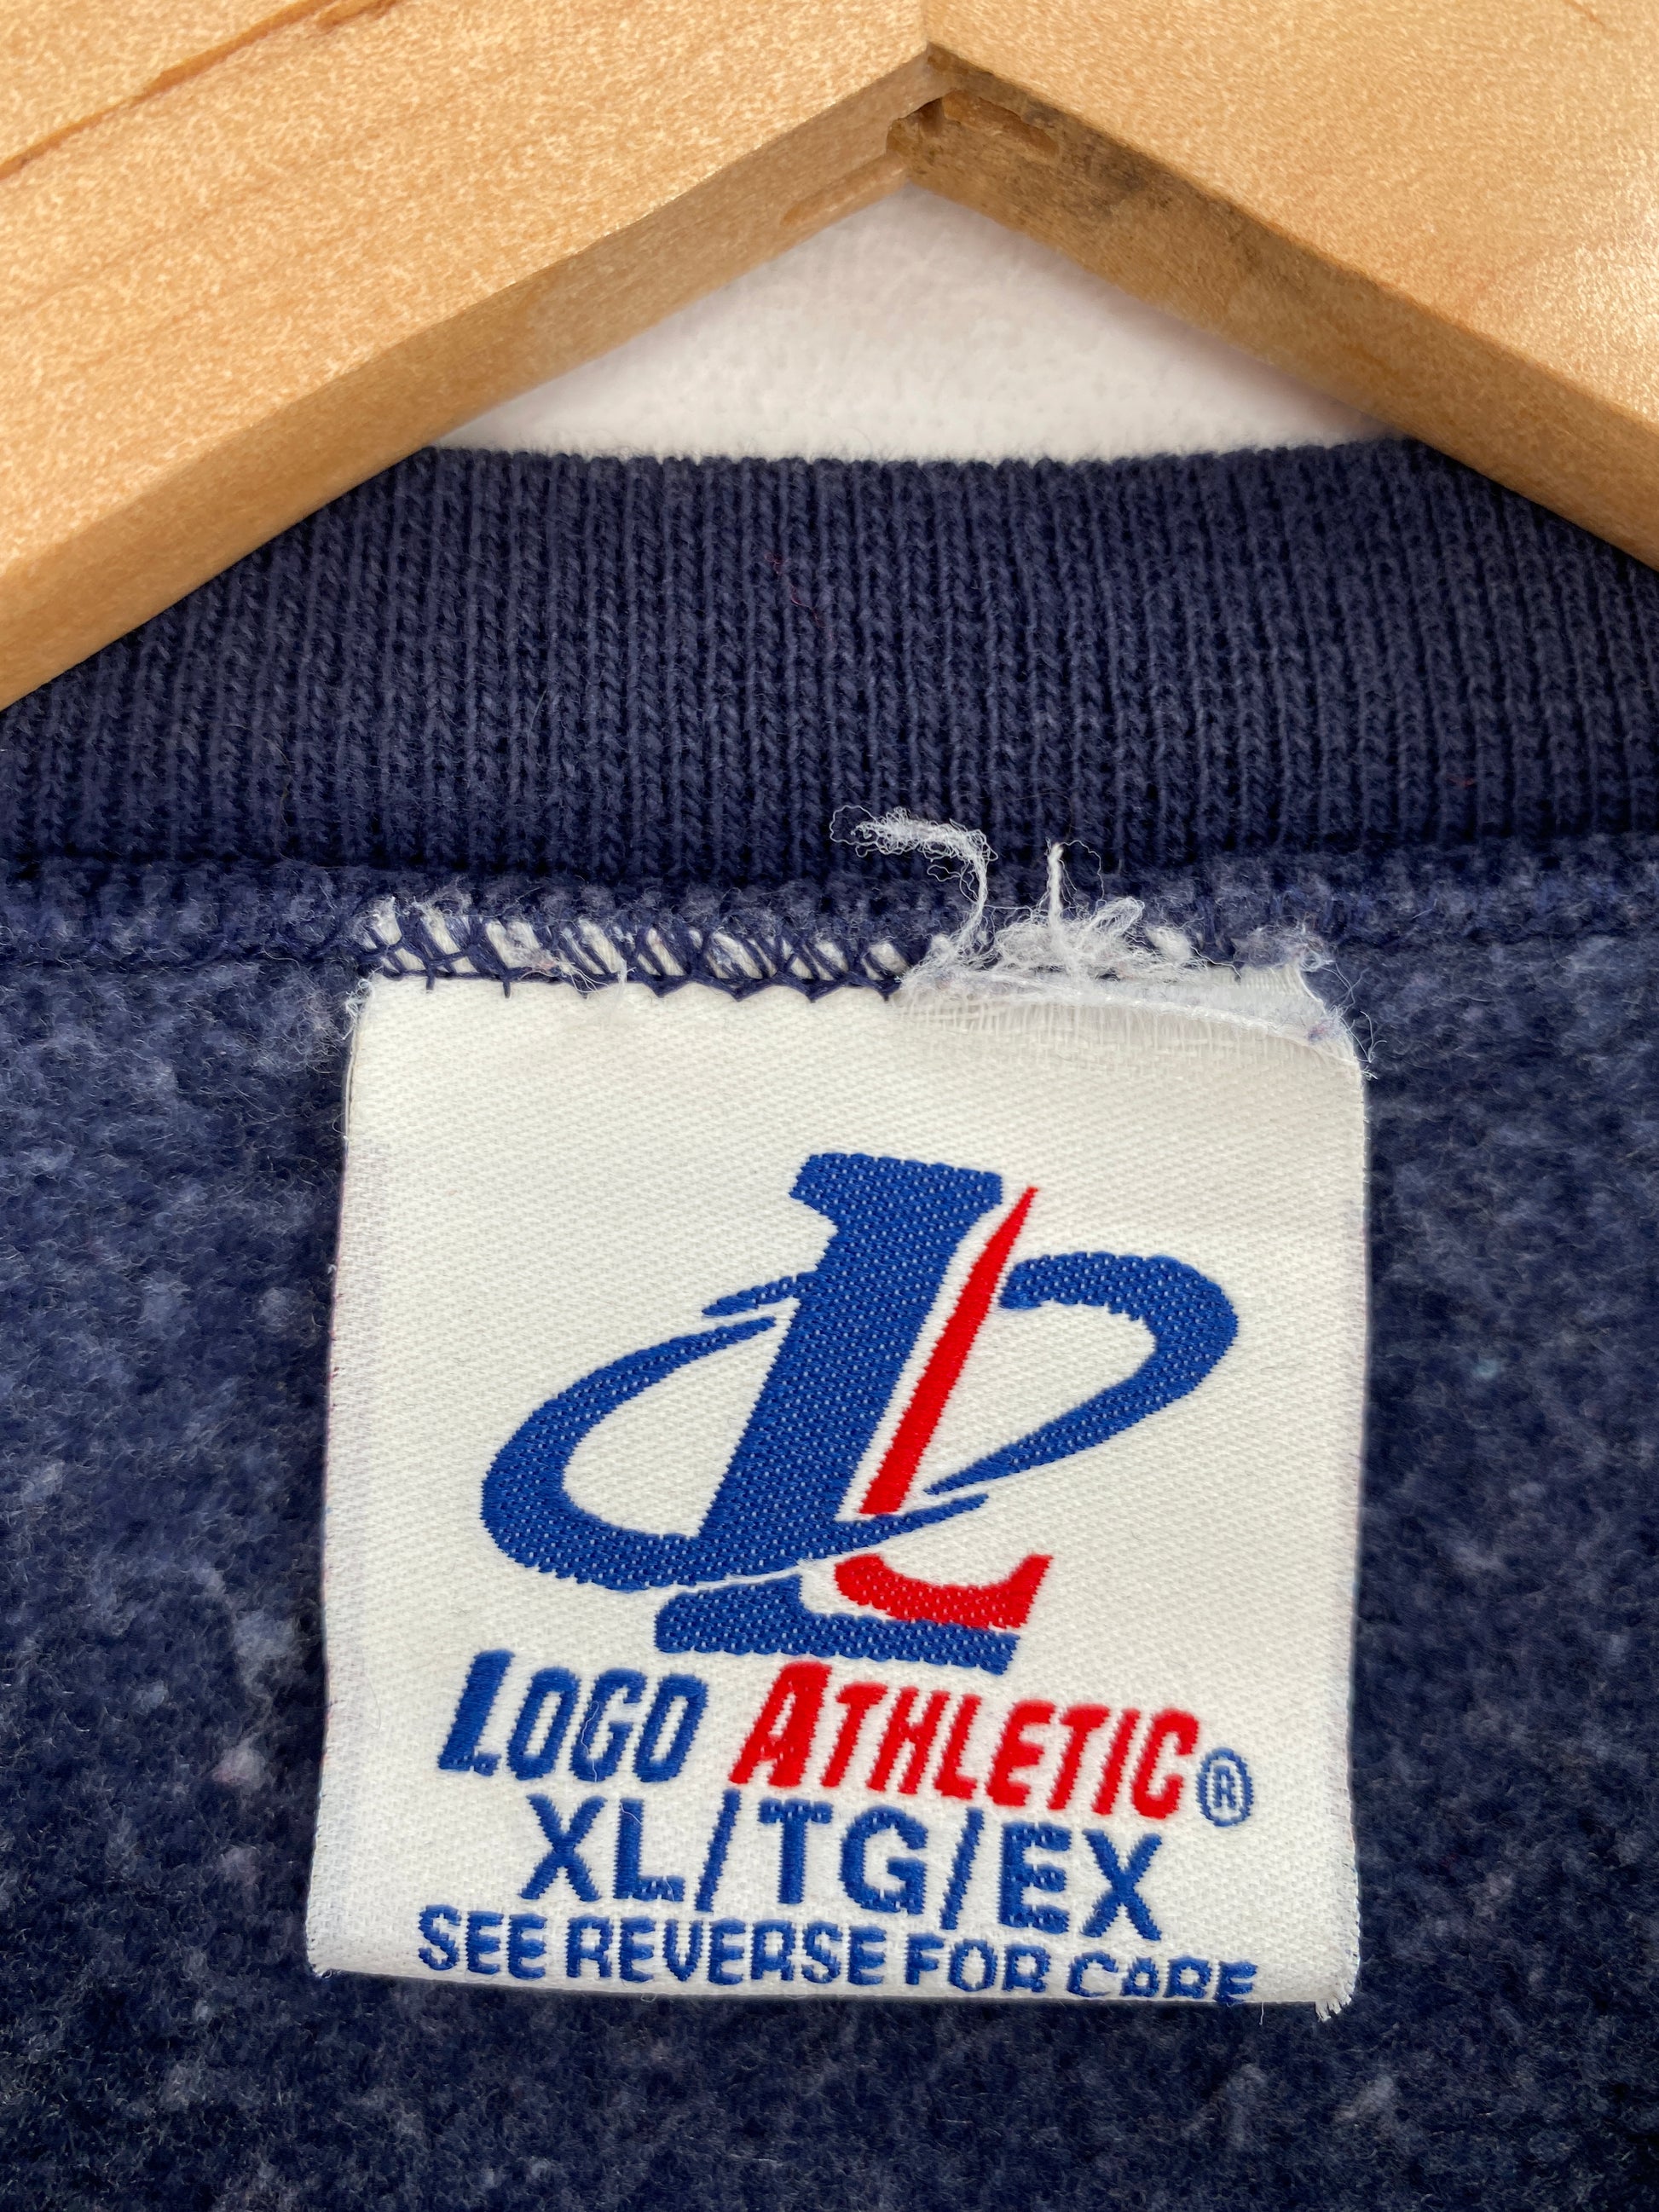 L
LOGO ATHLETIC®
XL/TG/EX
SEE REVERSE FOR CARE